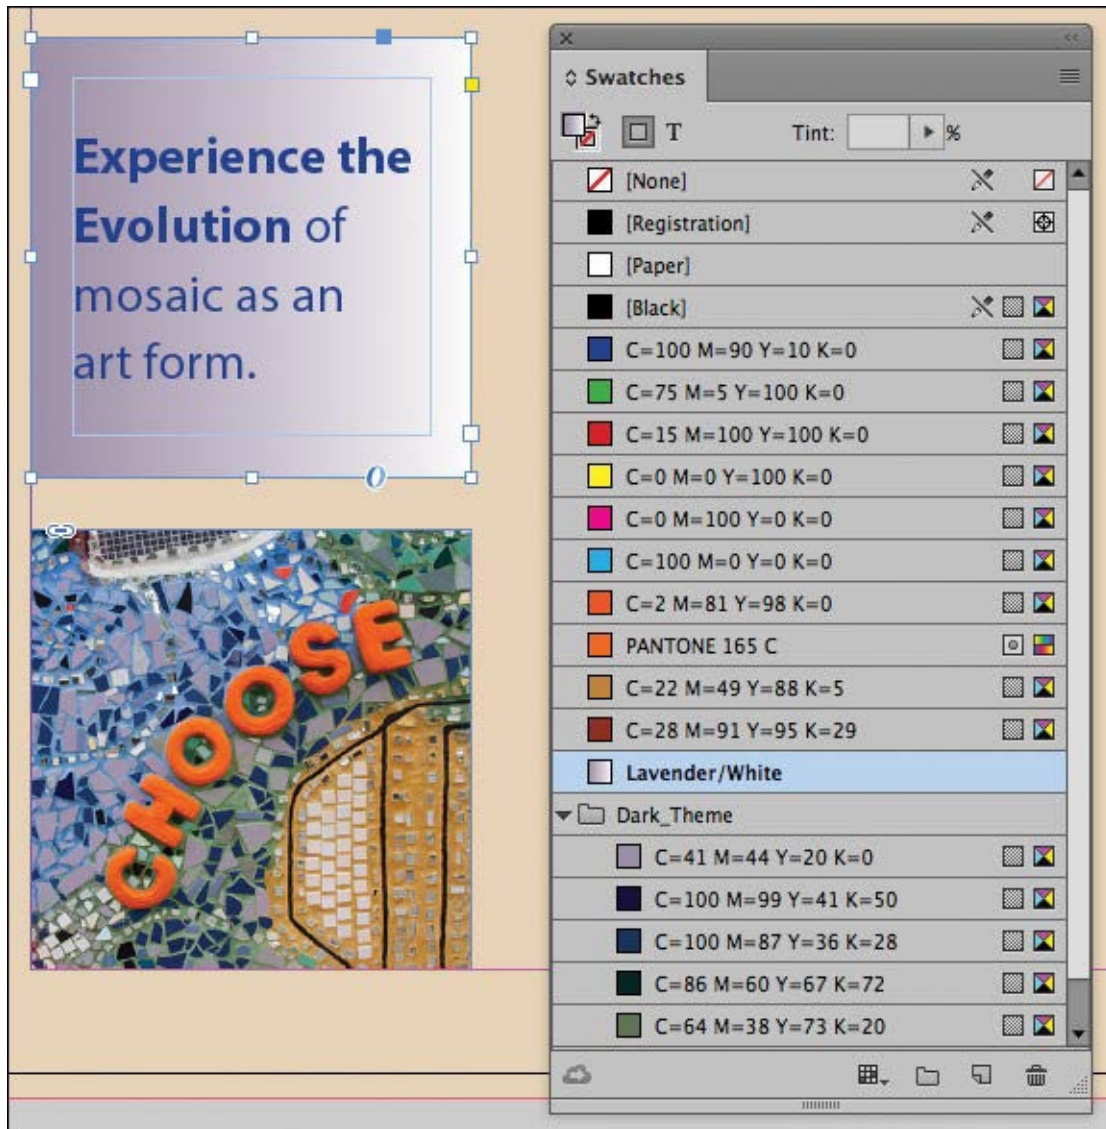 Experience the
Evolution of
mosaic as an
art form.
CHOOSE
Swatches
T Tint: %
[None]
[Registration]
[Paper]
[Black]
C=100 M=90 Y=10 K=0
C=75 M=5 Y=100 K=0
C=15 M=100 Y=100 K=0
C=0 M=0 Y=100 K=0
C=0 M=100 Y=0 K=0
C=100 M=0 Y=0 K=0
C=2 M=81 Y=98 K=0
PANTONE 165 C
C=22 M=49 Y=88 K=5
C=28 M=91 Y=95 K=29
Lavender/White
Dark_Theme
C=41 M=44 Y=20 K=0
C=100 M=99 Y=41 K=50
C=100 M=87 Y=36 K=28
C=86 M=60 Y=67 K=72
C=64 M=38 Y=73 K=20